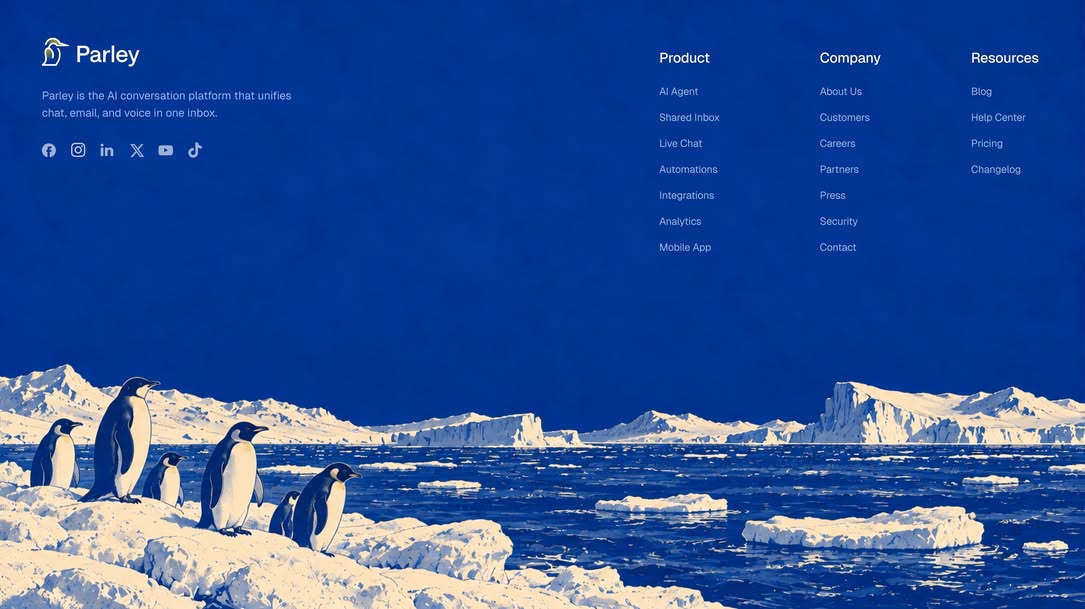 Parley
Parley is the AI conversation platform that unifies
chat, email, and voice in one inbox.
Product
AI Agent
Shared Inbox
Live Chat
Automations
Integrations
Analytics
Mobile App
Company
About Us
Customers
Careers
Partners
Press
Security
Contact
Resources
Blog
Help Center
Pricing
Changelog